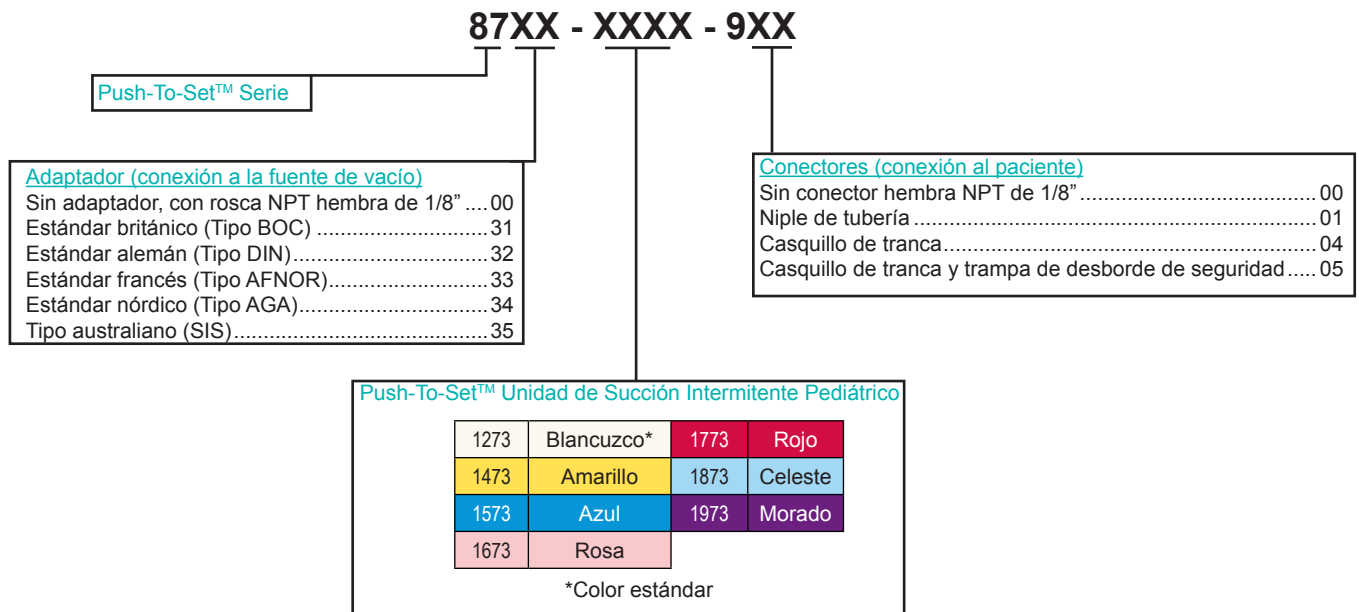 87XX - XXXX - 9XX
Push-To-Set™ Serie
Adaptador (conexión a la fuente de vacío)
Sin adaptador, con rosca NPT hembra de 1/8” ....00
Estándar británico (Tipo BOC) ....................................31
Estándar alemán (Tipo DIN)..........................................32
Estándar francés (Tipo AFNOR)..................................33
Estándar nórdico (Tipo AGA).......................................34
Tipo australiano (SIS)..................................................35
Conectores (conexión al paciente)
Sin conector hembra NPT de 1/8”......................................00
Niple de tubería ..................................................................01
Casquillo de tranca..............................................................04
Casquillo de tranca y trampa de desborde de seguridad.....05
Push-To-Set™ Unidad de Succión Intermitente Pediátrico
1273 Blancuzco* 1773 Rojo
1473 Amarillo 1873 Celeste
1573 Azul 1973 Morado
1673 Rosa
*Color estándar